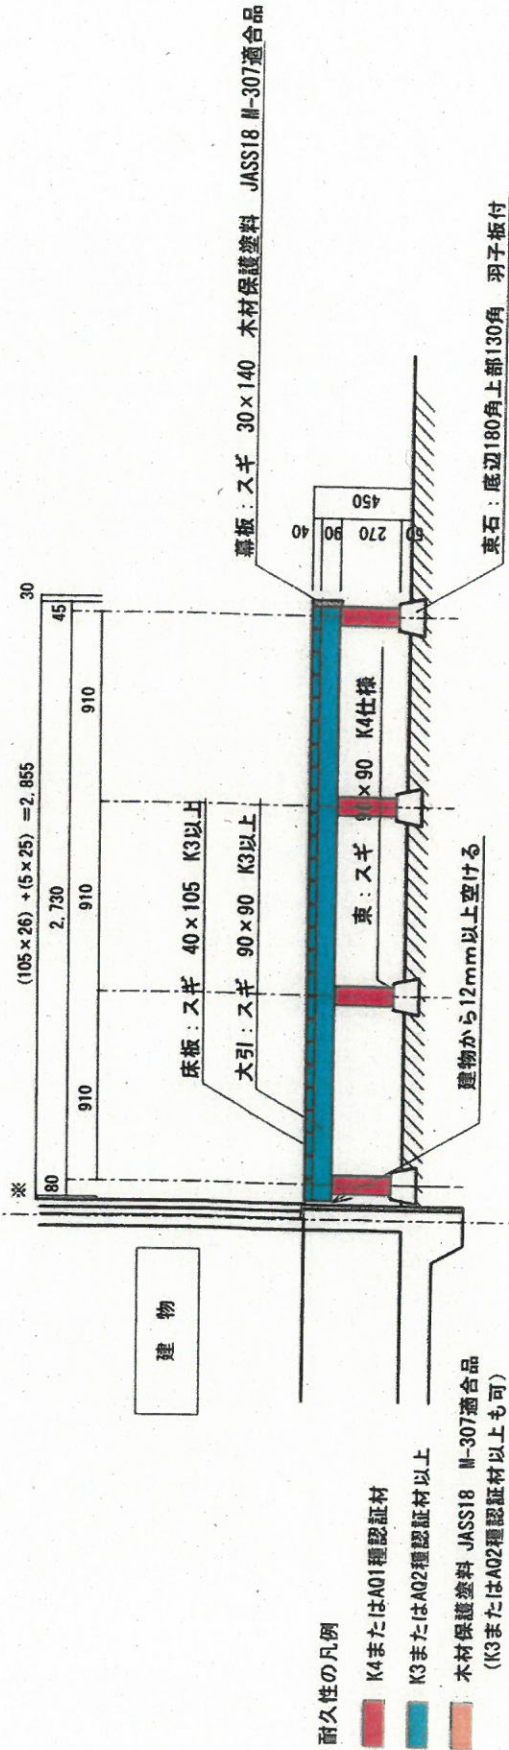 ※
(105×26)+(5×25)=2,855
30
80
2,730
45
910
910
910
床板:スギ 40×105 K3以上
大引:スギ 90×90 K3以上
束:スギ 90×90 K4仕様
建物から12mm以上空ける
幕板:スギ 30×140 木材保護塗料 JASS18 M-307適合品
40
90
270
60
450
束石:底辺180角上部130角 羽子板付
建 物
耐久性の凡例
K4またはAQ1種認証材
K3またはAQ2種認証材以上
木材保護塗料 JASS18 M-307適合品
(K3またはAQ2種認証材以上も可)